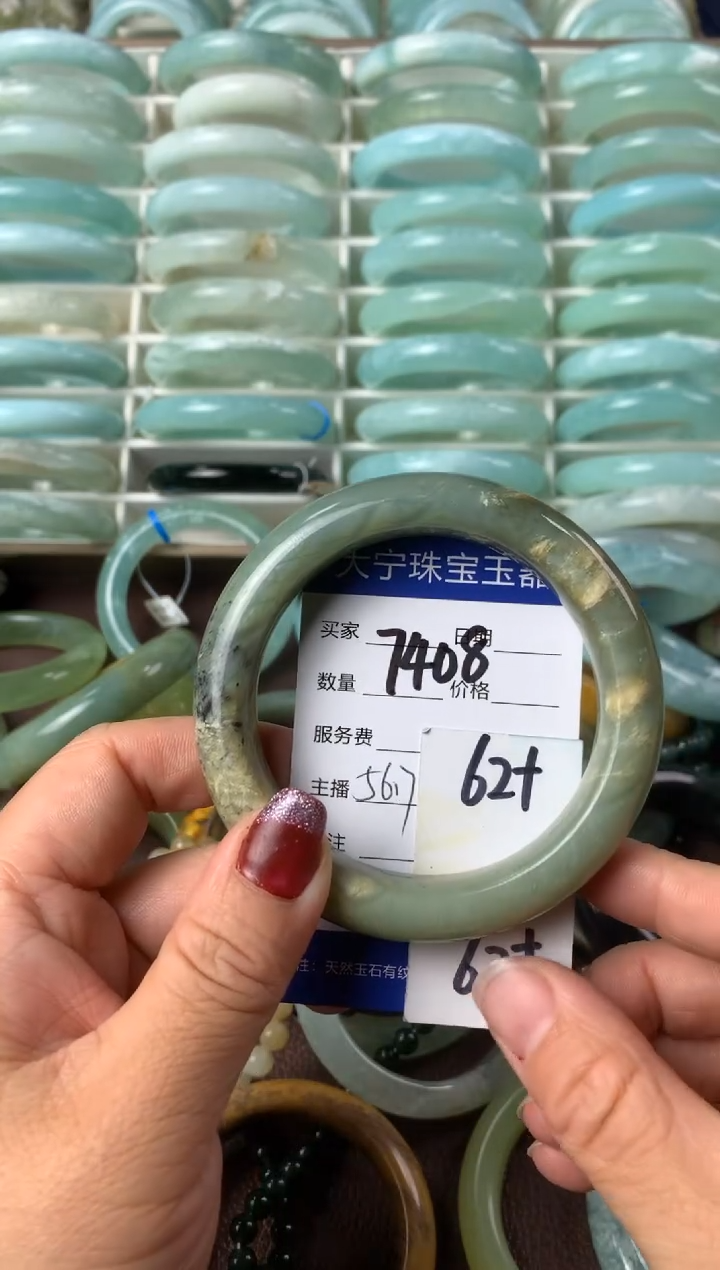 天宁珠宝玉器
买家 7408 日期
数量 价格
服务费
主播 5617
注
62+
注：天然玉石有纹
62+